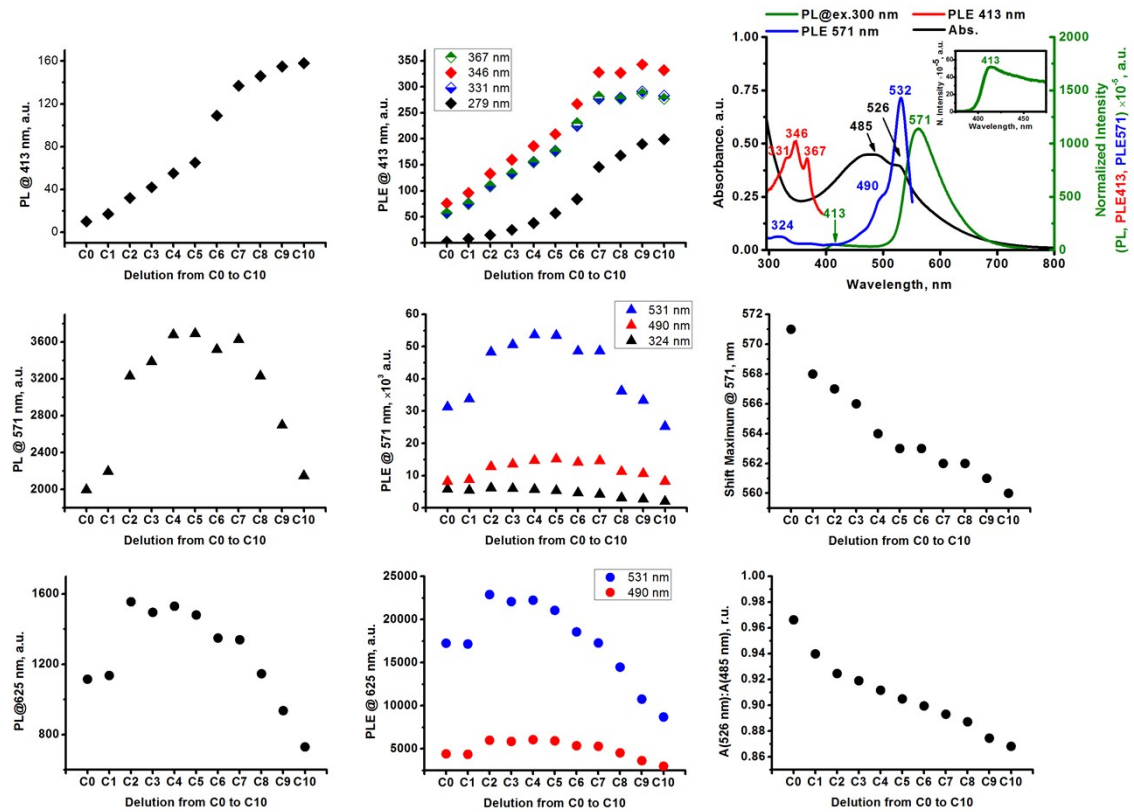 PL @ 413 nm, a.u.
160
120
80
40
0
C0 C1 C2 C3 C4 C5 C6 C7 C8 C9 C10
Delution from C0 to C10
PLE @ 413 nm, a.u.
350
300
250
200
150
100
50
0
367 nm
346 nm
331 nm
279 nm
C0 C1 C2 C3 C4 C5 C6 C7 C8 C9 C10
Delution from C0 to C10
PL@ex.300 nm
PLE 413 nm
PLE 571 nm
Abs.
Absorbance. a.u.
1.00
0.75
0.50
0.25
0.00
331
346
367
324
413
485
526
490
532
571
N. Intensity ·10⁻⁵, a.u.
60
40
20
0
413
400 450
Wavelength, nm
2000
1500
1000
500
0
Normalized Intensity
(PL, PLE413, PLE571) ×10⁻⁵, a.u.
300 400 500 600 700 800
Wavelength, nm
PL @ 571 nm, a.u.
3600
3200
2800
2400
2000
C0 C1 C2 C3 C4 C5 C6 C7 C8 C9 C10
Delution from C0 to C10
PLE @ 571 nm, ×10³ a.u.
60
50
40
30
20
10
0
531 nm
490 nm
324 nm
C0 C1 C2 C3 C4 C5 C6 C7 C8 C9 C10
Delution from C0 to C10
Shift Maximum @ 571, nm
572
570
568
566
564
562
560
C0 C1 C2 C3 C4 C5 C6 C7 C8 C9 C10
Delution from C0 to C10
PL@625 nm, a.u.
1600
1200
800
C0 C1 C2 C3 C4 C5 C6 C7 C8 C9 C10
Delution from C0 to C10
PLE @ 625 nm, a.u.
25000
20000
15000
10000
5000
531 nm
490 nm
C0 C1 C2 C3 C4 C5 C6 C7 C8 C9 C10
Delution from C0 to C10
A(526 nm):A(485 nm), r.u.
1.00
0.98
0.96
0.94
0.92
0.90
0.88
0.86
C0 C1 C2 C3 C4 C5 C6 C7 C8 C9 C10
Delution from C0 to C10